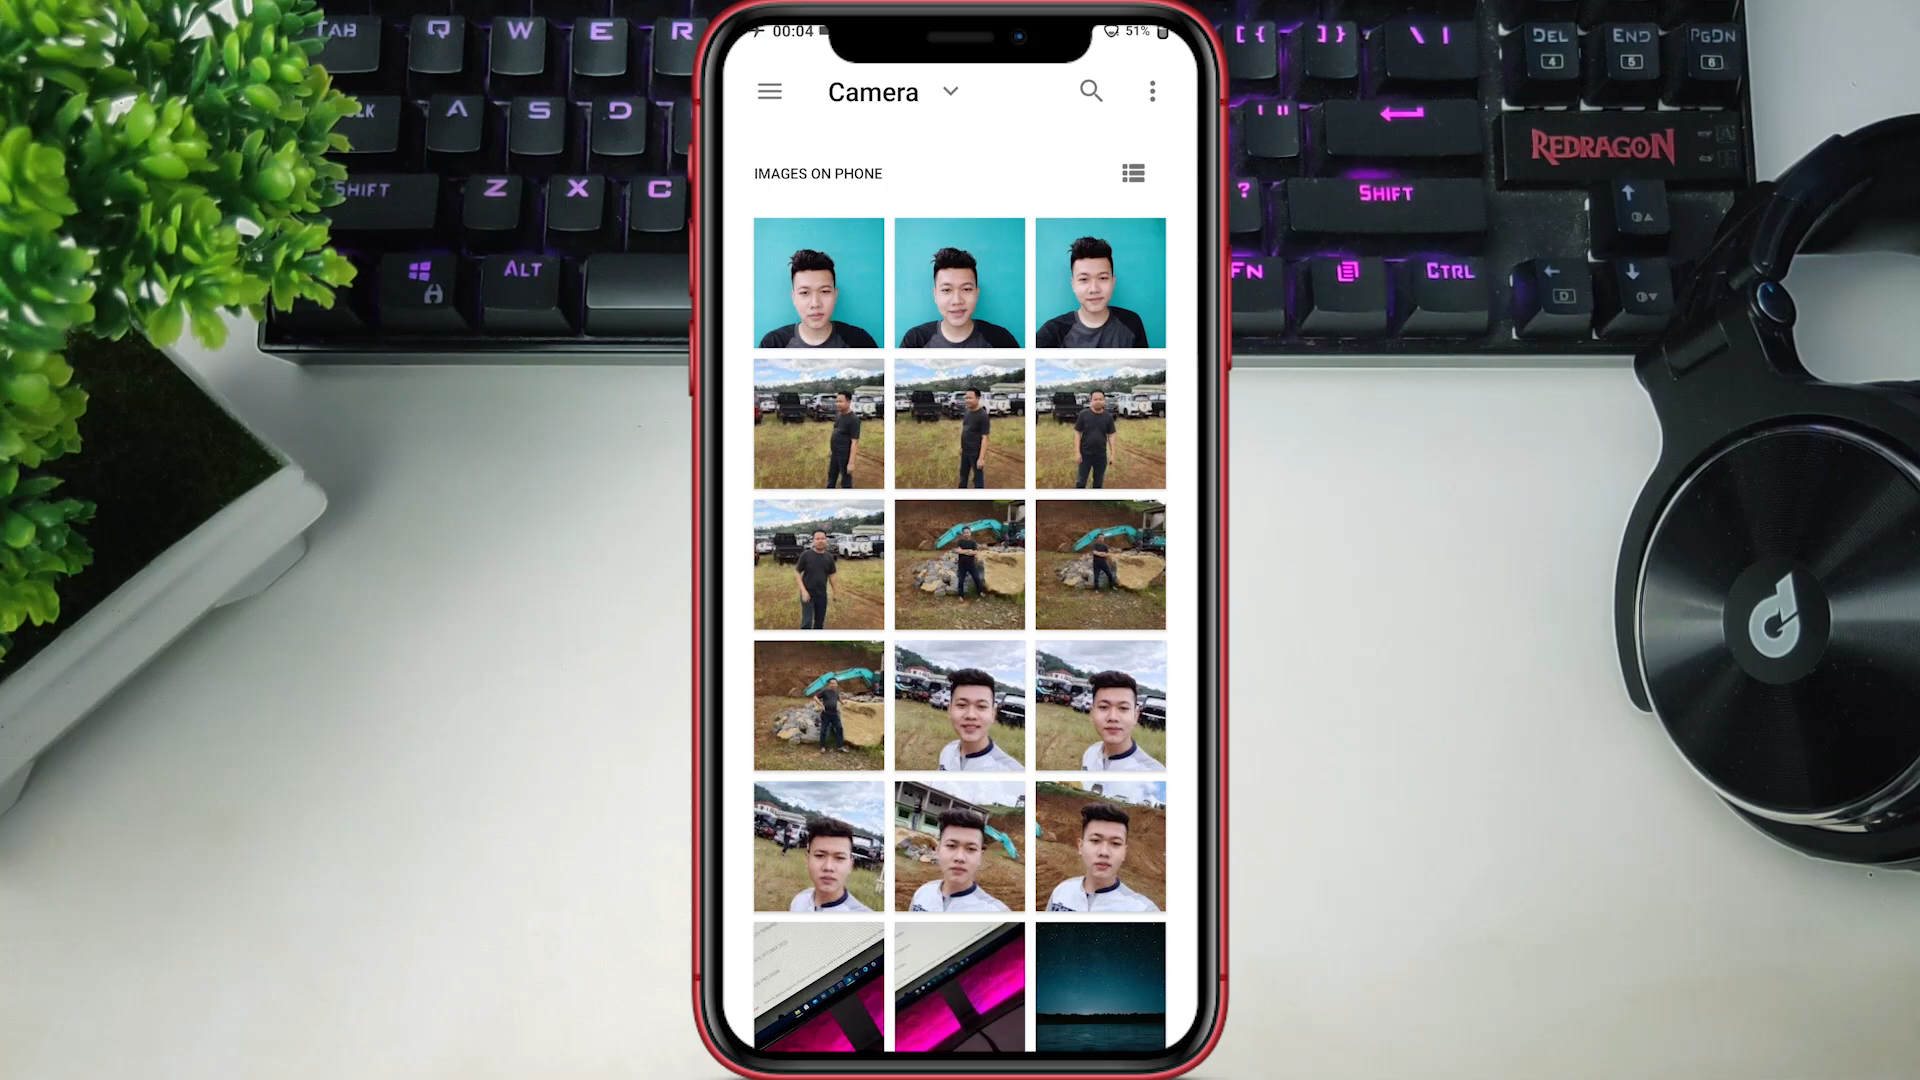 TAB Q W E R
A S D
SHIFT Z X C
ALT
00:04 51%
Camera
IMAGES ON PHONE
[ { ] } \ |
DEL 4 END 5 PGDN 6
' "
REDRAGON
? SHIFT
FN CTRL D